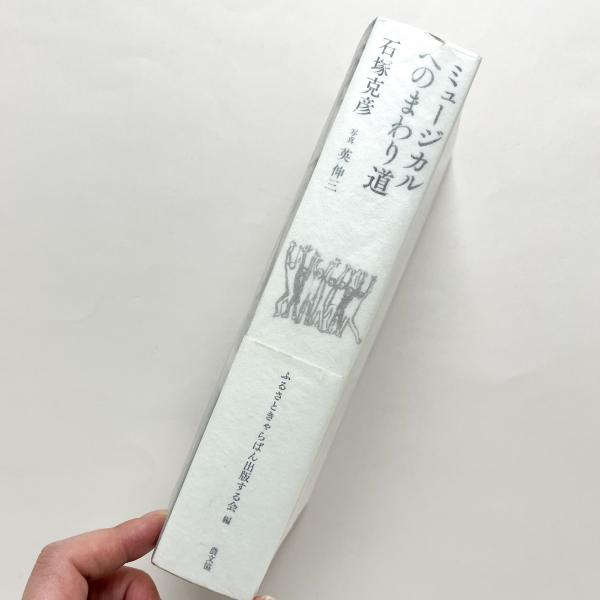 ミュージカル
へのまわり道
石塚克彦
写真 英 伸三
ふるさときゃらばん出版する会 編
農文協